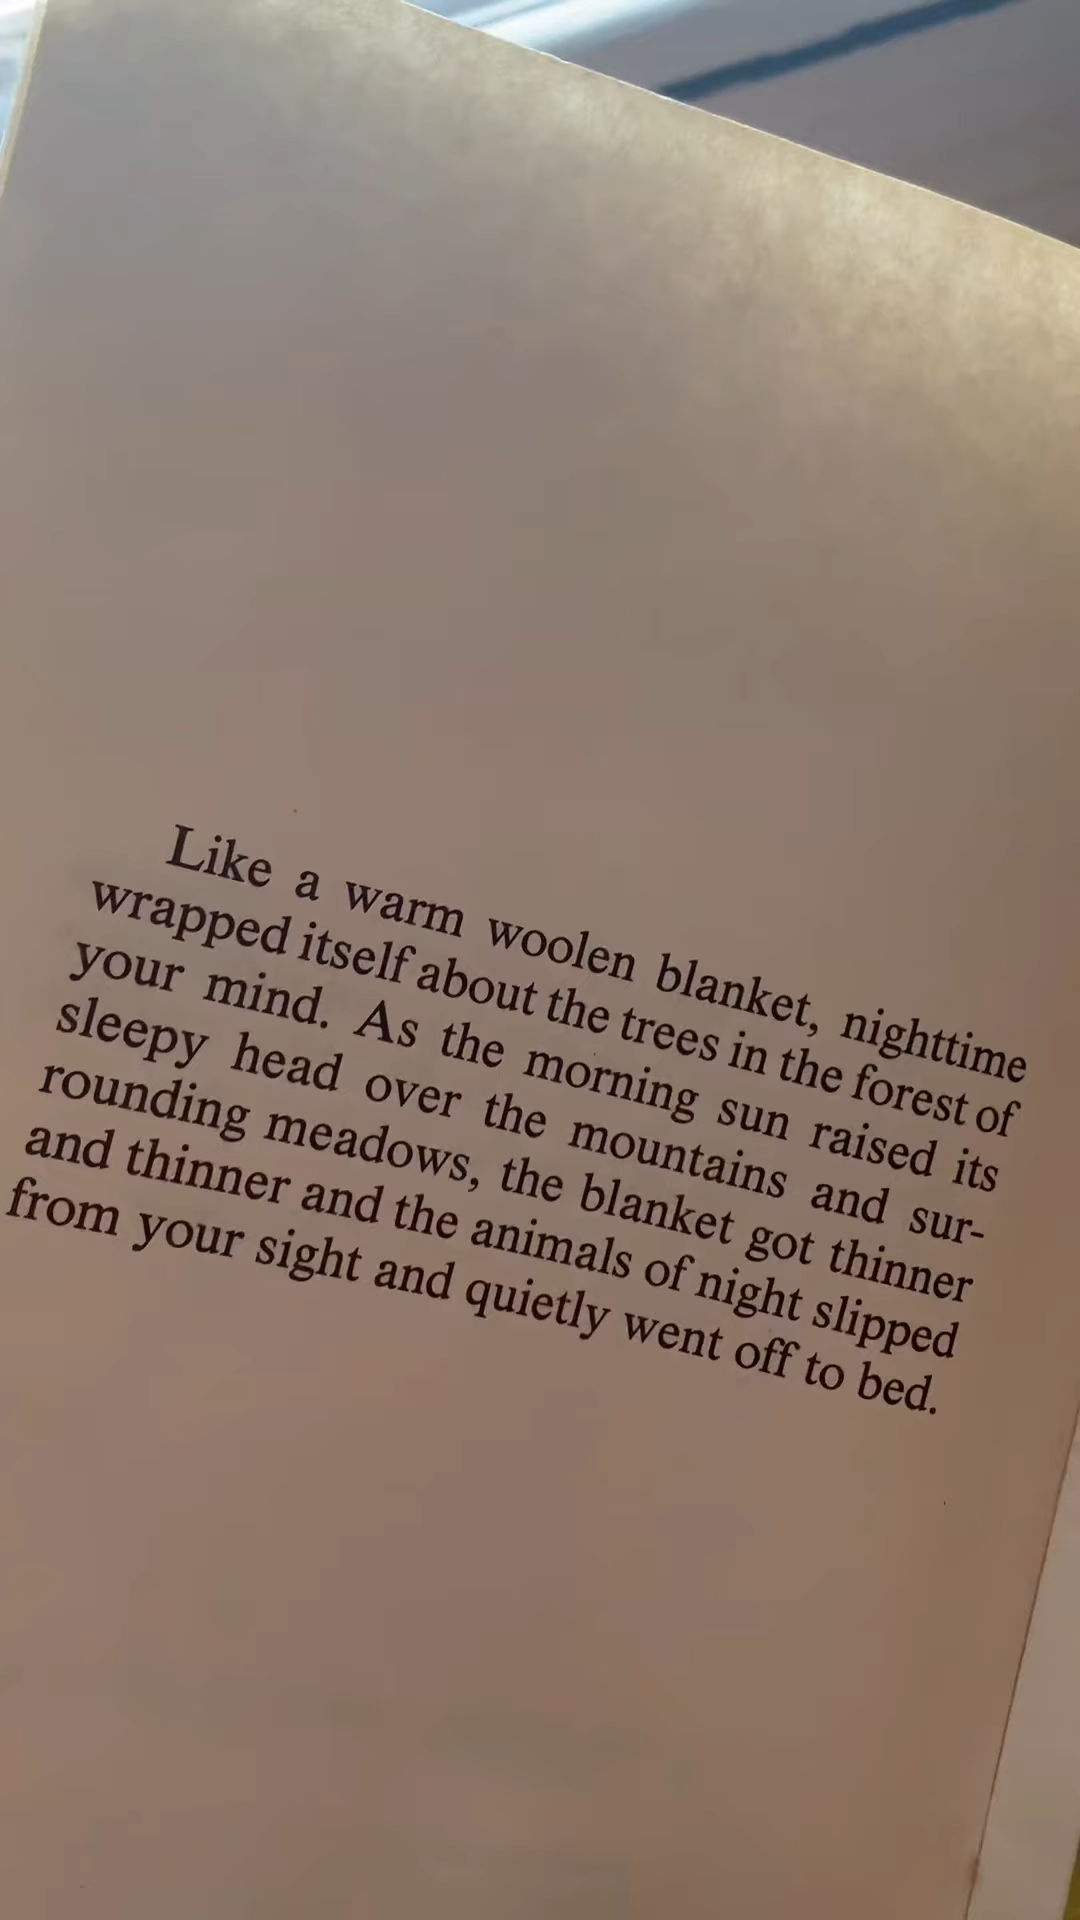 Like a warm woolen blanket, nighttime
wrapped itself about the trees in the forest of
your mind. As the morning sun raised its
sleepy head over the mountains and sur-
rounding meadows, the blanket got thinner
and thinner and the animals of night slipped
from your sight and quietly went off to bed.